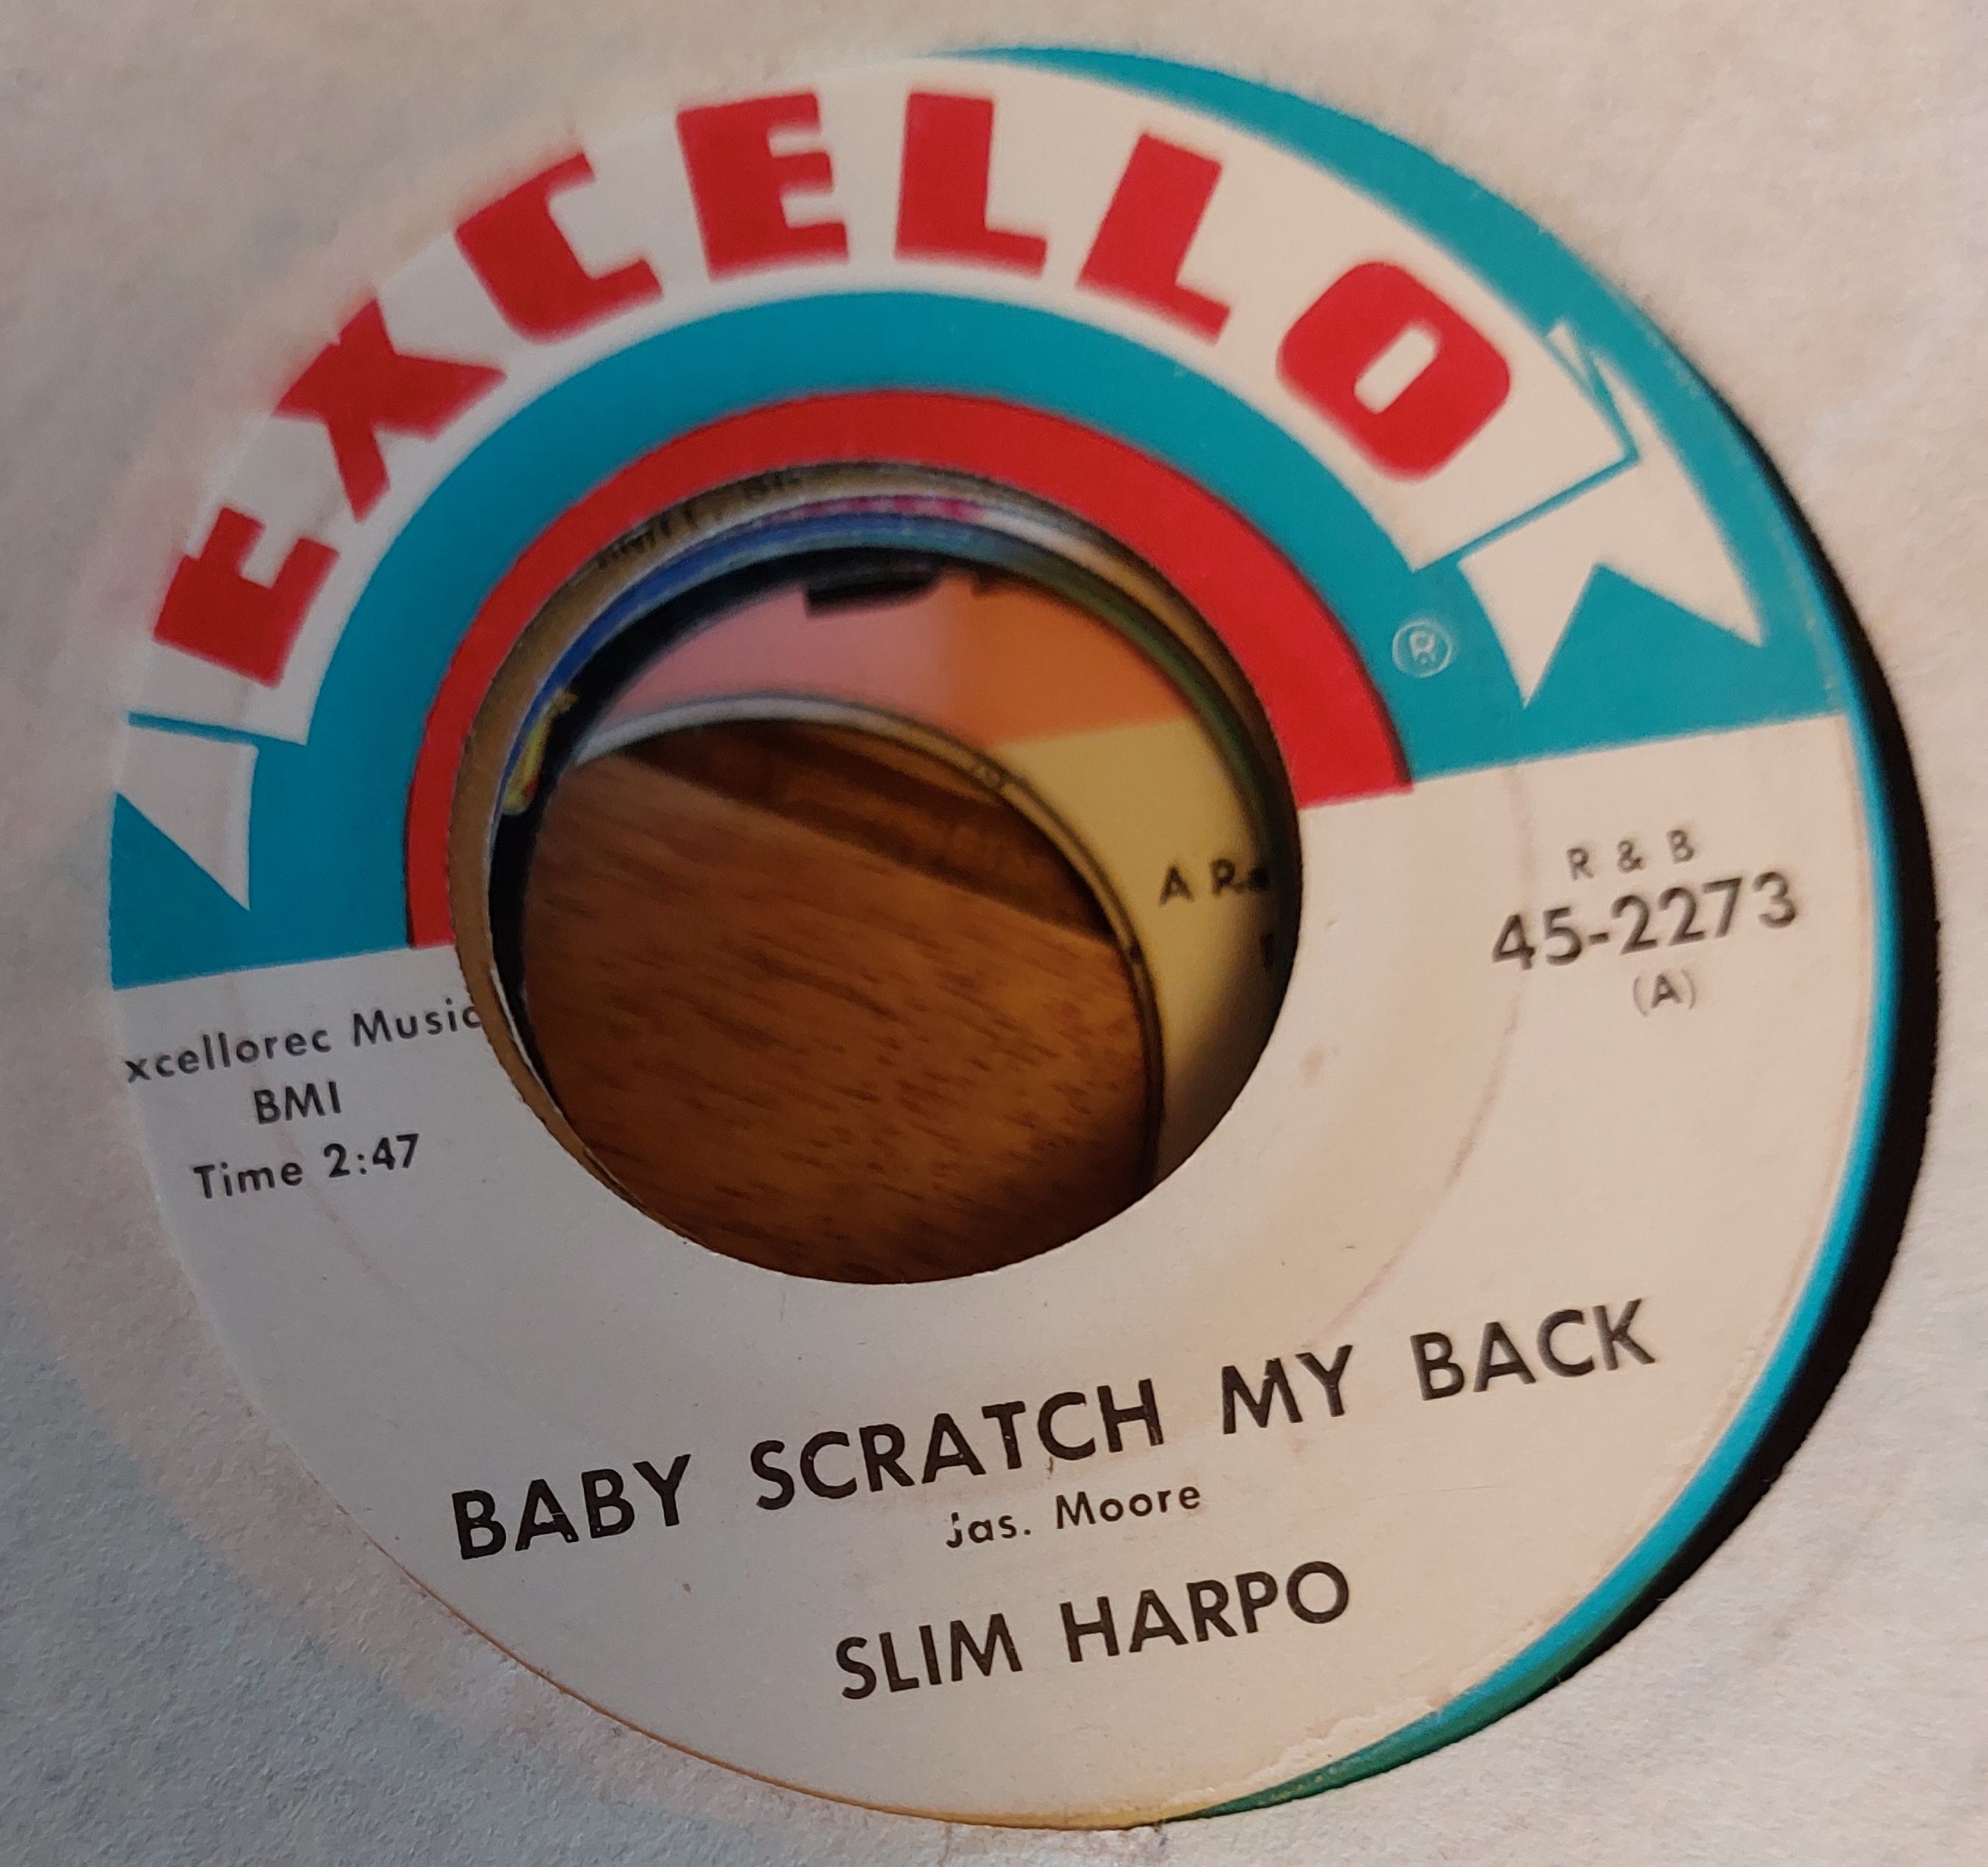 EXCELLO
®
R & B
45-2273
(A)
xcellorec Music
BMI
Time 2:47
A R
BABY SCRATCH MY BACK
Jas. Moore
SLIM HARPO